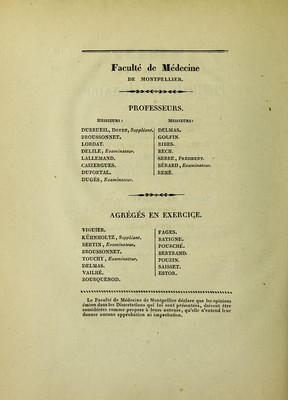 Faculté de Médecine
DE MONTPELLIER.
PROFESSEURS.
MESSIEURS :
DUBRUEIL, DOYEN, Suppléant.
BROUSSONNET.
LORDAT.
DELILE, Examinateur.
LALLEMAND.
CAIZERGUES.
DUPORTAL.
DUGÈS, Examinateur.
MESSIEURS :
DELMAS.
GOLFIN.
RIBES.
RECH.
SERRE, PRÉSIDENT.
BÉRARD, Examinateur.
RENÉ.
AGRÉGÉS EN EXERCICE.
VIGUIER.
KÜHNHOLTZ, Suppléant.
BERTIN, Examinateur.
BROUSSONNET.
TOUCHY, Examinateur.
DELMAS.
VAILHÉ.
BOURQUENOD.
FAGES.
BATIGNE.
POURCHÉ.
BERTRAND.
POUZIN.
SAISSET.
ESTOR.
La Faculté de Médecine de Montpellier déclare que les opinions
émises dans les Dissertations qui lui sont présentées, doivent être
considérées comme propres à leurs auteurs, qu'elle n'entend leur
donner aucune approbation ni improbation.